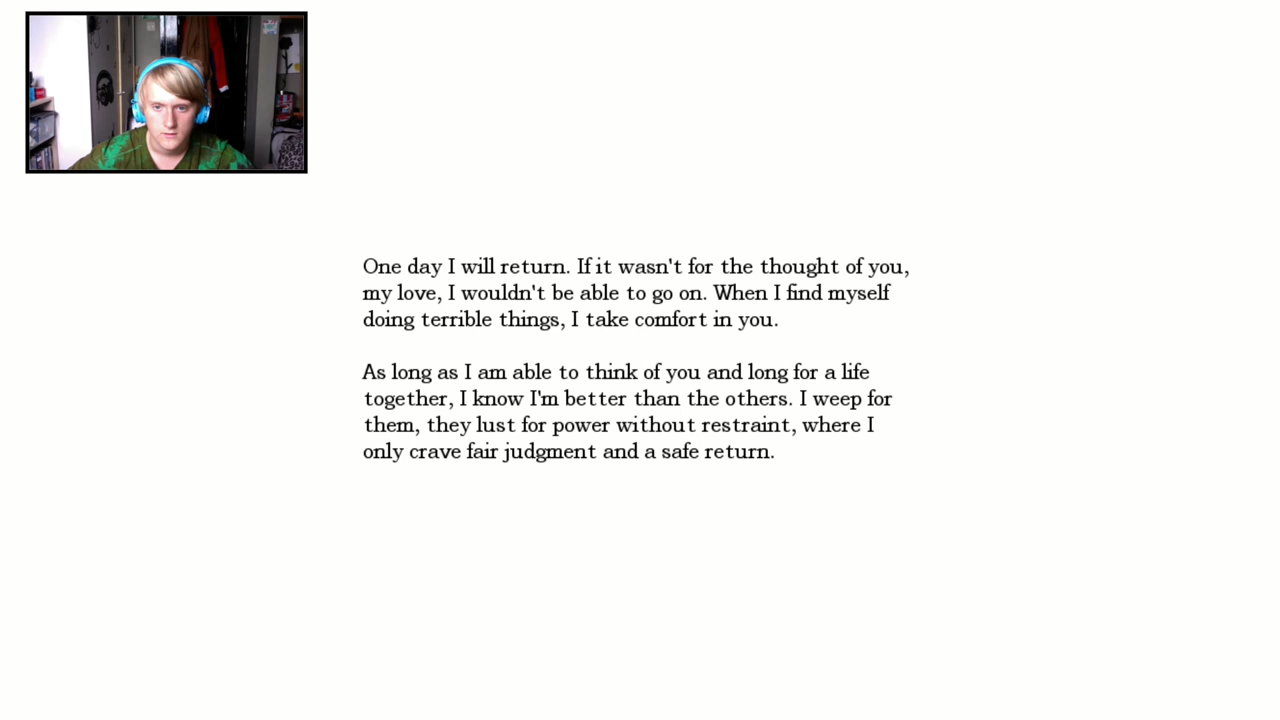 One day I will return. If it wasn't for the thought of you,
my love, I wouldn't be able to go on. When I find myself
doing terrible things, I take comfort in you.
As long as I am able to think of you and long for a life
together, I know I'm better than the others. I weep for
them, they lust for power without restraint, where I
only crave fair judgment and a safe return.